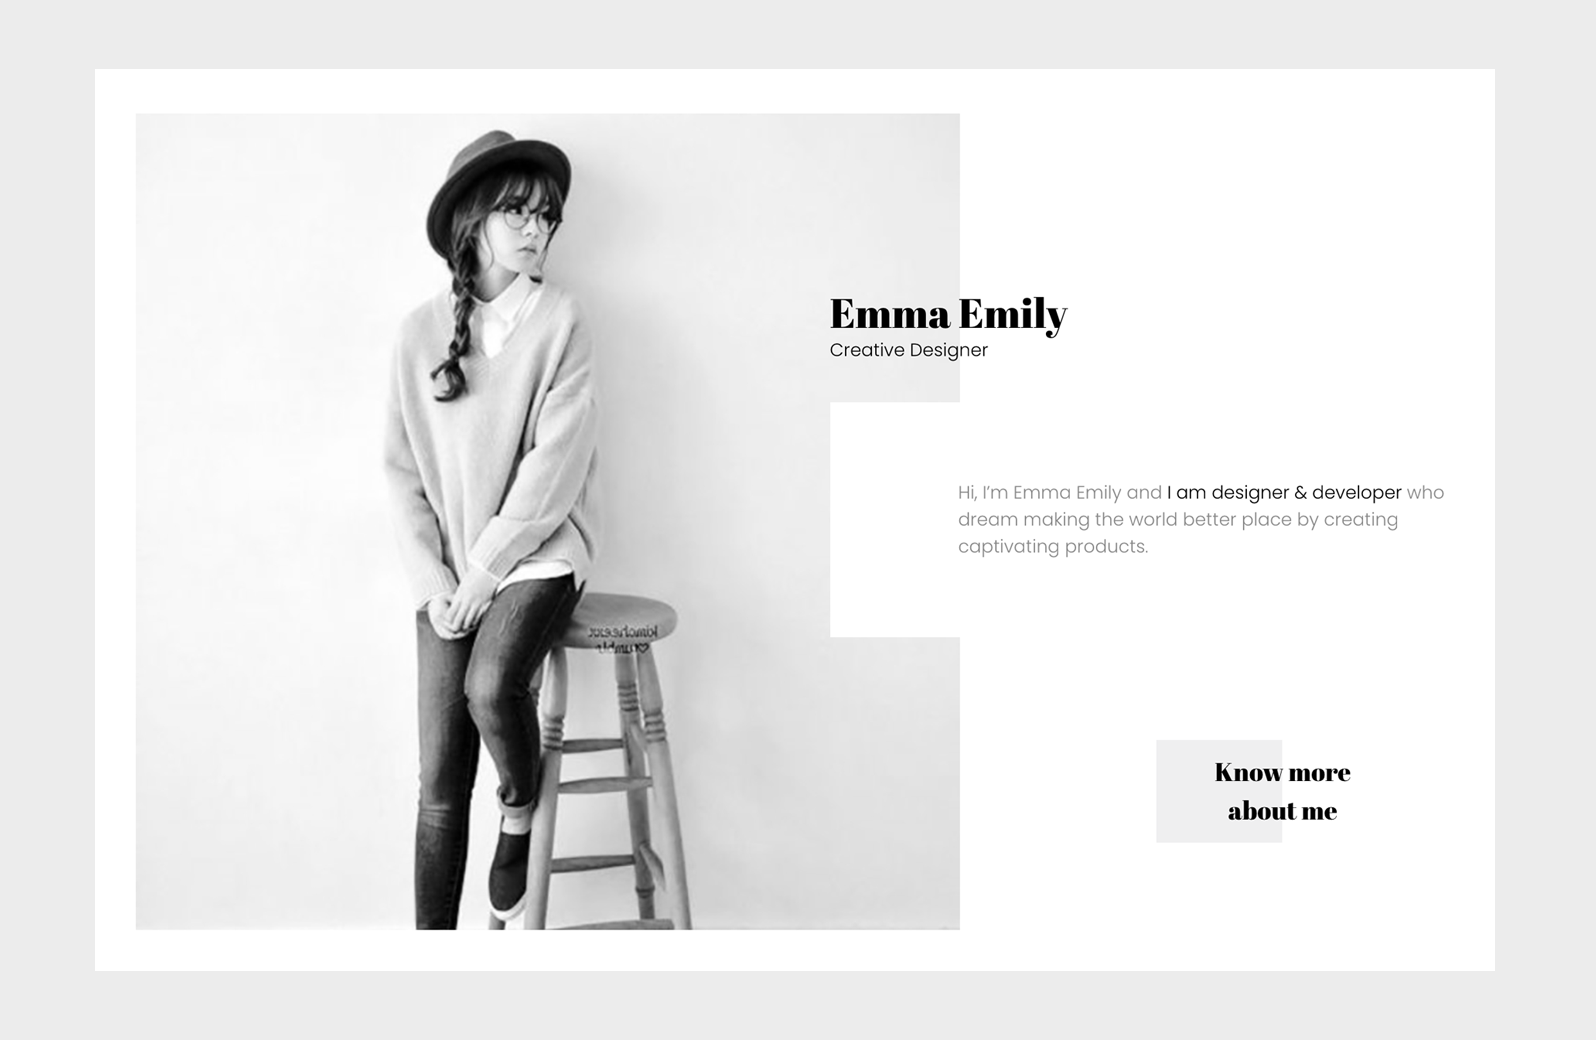 Emma Emily
Creative Designer
Hi, I’m Emma Emily and I am designer & developer who
dream making the world better place by creating
captivating products.
Know more
about me